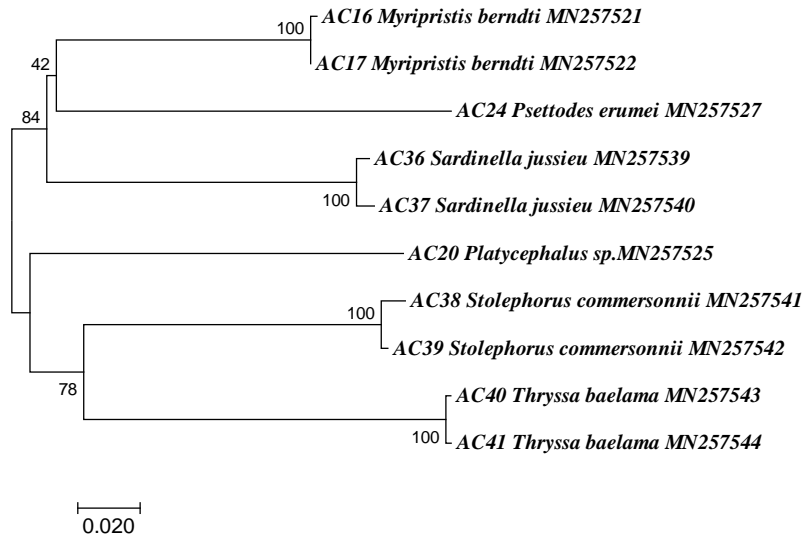 AC16 Myripristis berndti MN257521
100
AC17 Myripristis berndti MN257522
42
AC24 Psettodes erumei MN257527
84
AC36 Sardinella jussieu MN257539
100
AC37 Sardinella jussieu MN257540
AC20 Platycephalus sp.MN257525
AC38 Stolephorus commersonnii MN257541
100
AC39 Stolephorus commersonnii MN257542
78
AC40 Thryssa baelama MN257543
100
AC41 Thryssa baelama MN257544
0.020